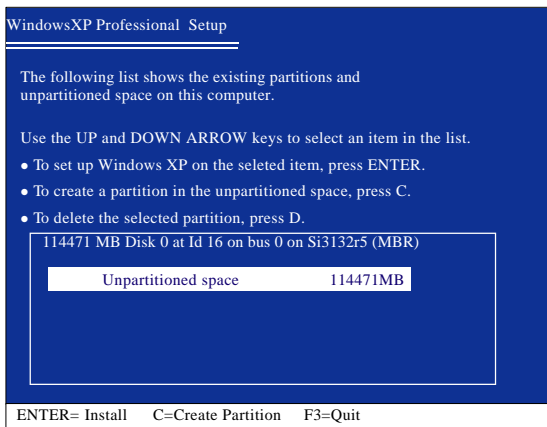 WindowsXP Professional Setup
The following list shows the existing partitions and
unpartitioned space on this computer.
Use the UP and DOWN ARROW keys to select an item in the list.
● To set up Windows XP on the seleted item, press ENTER.
● To create a partition in the unpartitioned space, press C.
● To delete the selected partition, press D.
114471 MB Disk 0 at Id 16 on bus 0 on Si3132r5 (MBR)
Unpartitioned space 114471MB
ENTER= Install C=Create Partition F3=Quit